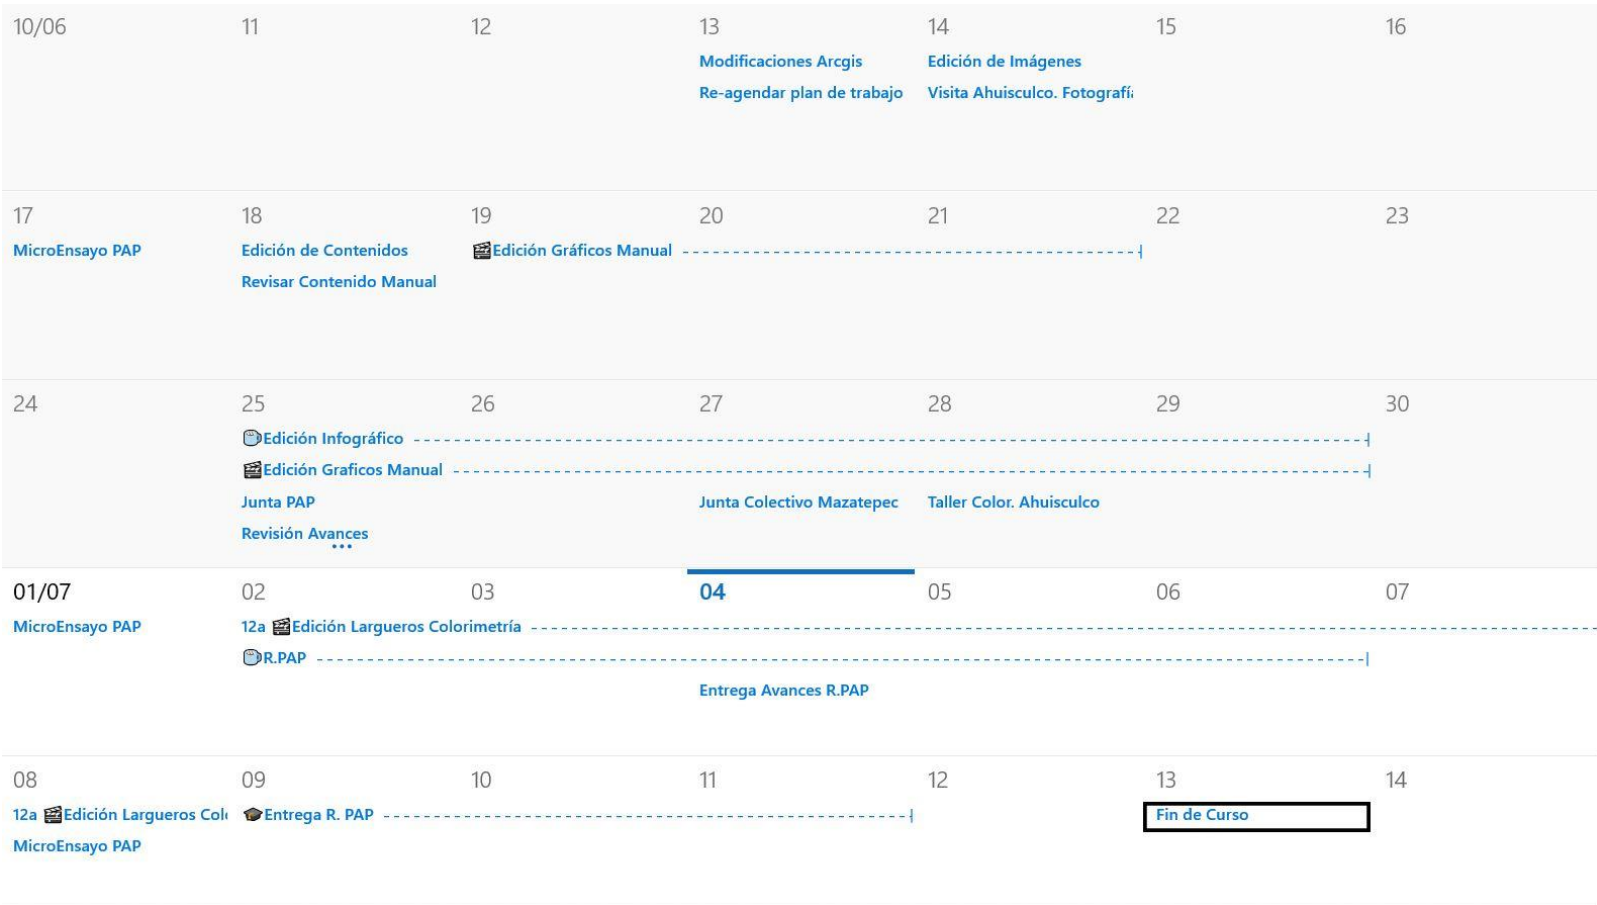 10/06 11 12 13 14 15 16
Modificaciones Arcgis Edición de Imágenes
Re-agendar plan de trabajo Visita Ahuisculco. Fotografí
17 18 19 20 21 22 23
MicroEnsayo PAP Edición de Contenidos Edición Gráficos Manual
Revisar Contenido Manual
24 25 26 27 28 29 30
Edición Infográfico
Edición Graficos Manual
Junta PAP Junta Colectivo Mazatepec Taller Color. Ahuisculco
Revisión Avances
...
01/07 02 03 04 05 06 07
MicroEnsayo PAP 12a Edición Largueros Colorimetría
R.PAP
Entrega Avances R.PAP
08 09 10 11 12 13 14
12a Edición Largueros Col Entrega R. PAP Fin de Curso
MicroEnsayo PAP